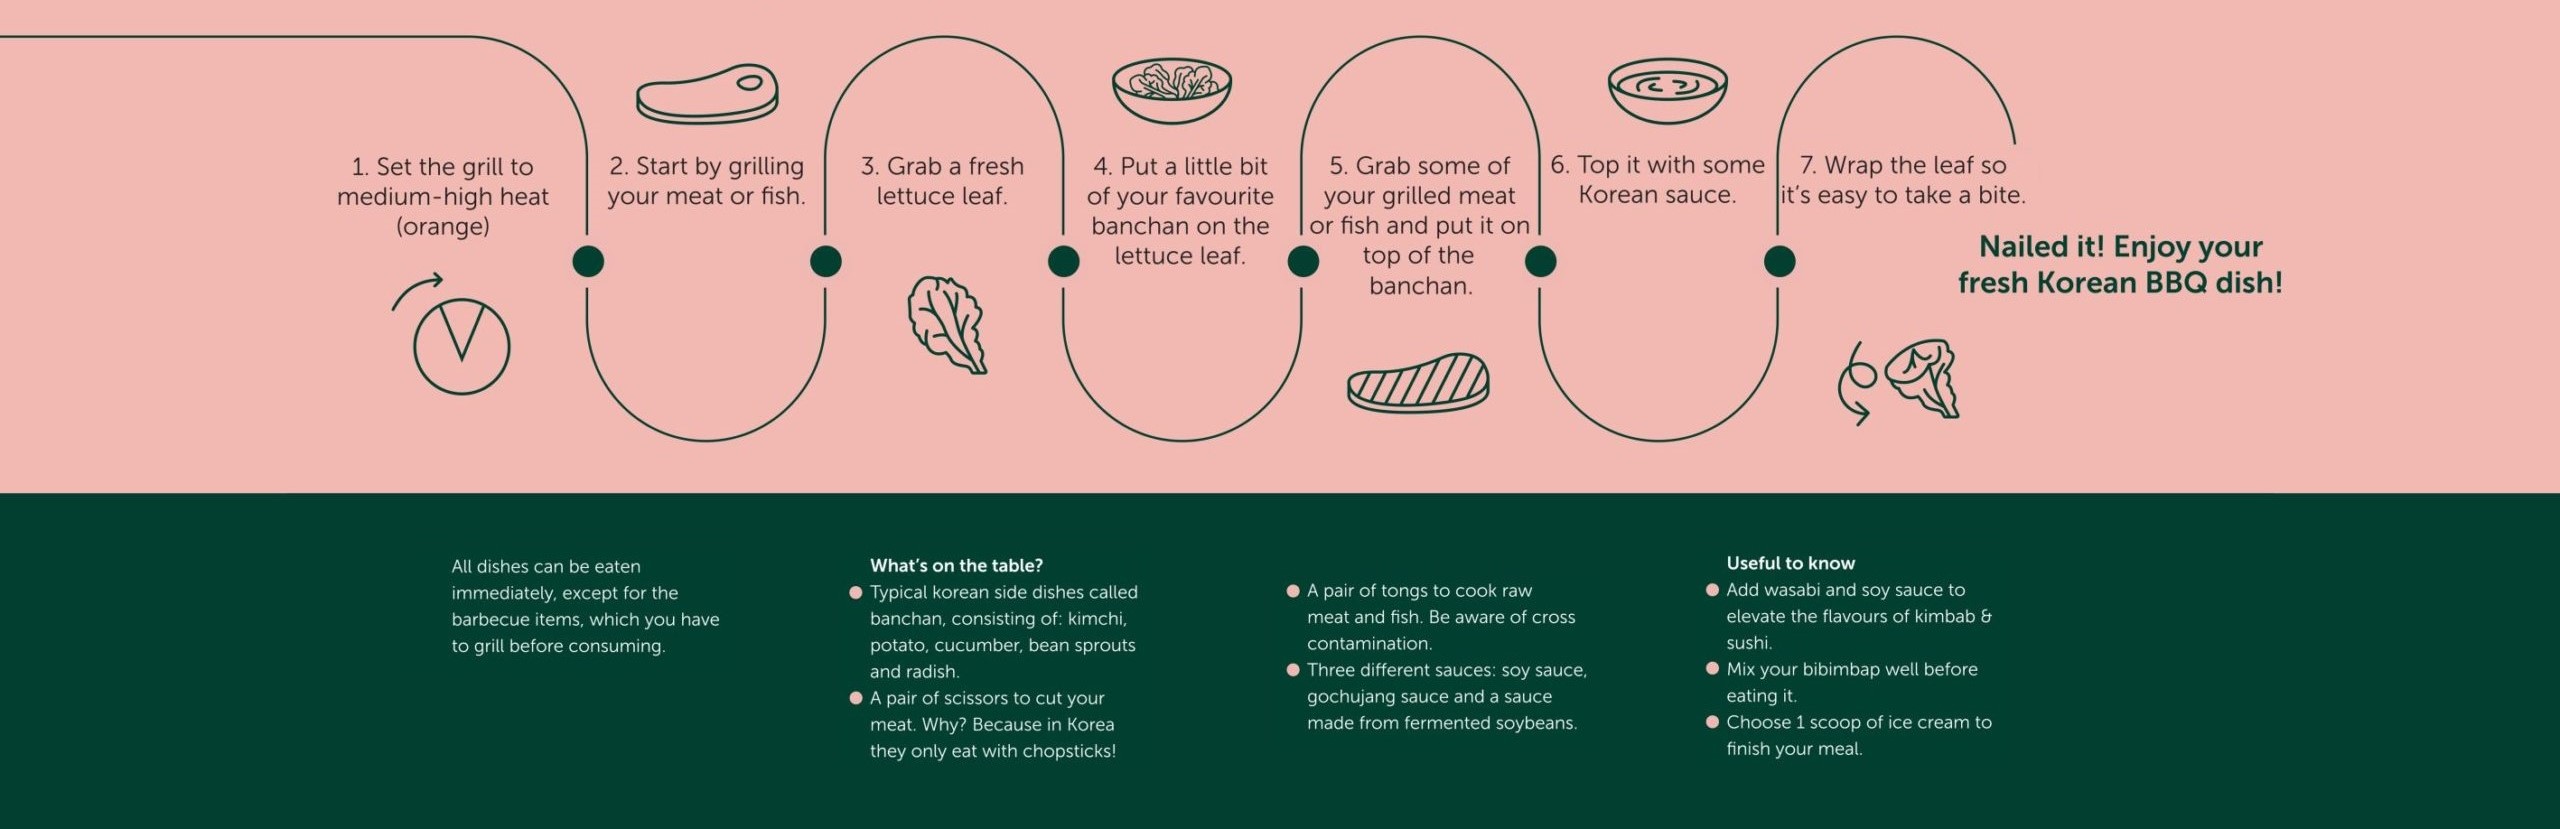 1. Set the grill to
medium-high heat
(orange)
2. Start by grilling
your meat or fish.
3. Grab a fresh
lettuce leaf.
4. Put a little bit
of your favourite
banchan on the
lettuce leaf.
5. Grab some of
your grilled meat
or fish and put it on
top of the
banchan.
6. Top it with some
Korean sauce.
7. Wrap the leaf so
it's easy to take a bite.
Nailed it! Enjoy your
fresh Korean BBQ dish!
All dishes can be eaten
immediately, except for the
barbecue items, which you have
to grill before consuming.
What's on the table?
Typical korean side dishes called
banchan, consisting of: kimchi,
potato, cucumber, bean sprouts
and radish.
A pair of scissors to cut your
meat. Why? Because in Korea
they only eat with chopsticks!
A pair of tongs to cook raw
meat and fish. Be aware of cross
contamination.
Three different sauces: soy sauce,
gochujang sauce and a sauce
made from fermented soybeans.
Useful to know
Add wasabi and soy sauce to
elevate the flavours of kimbab &
sushi.
Mix your bibimbap well before
eating it.
Choose 1 scoop of ice cream to
finish your meal.